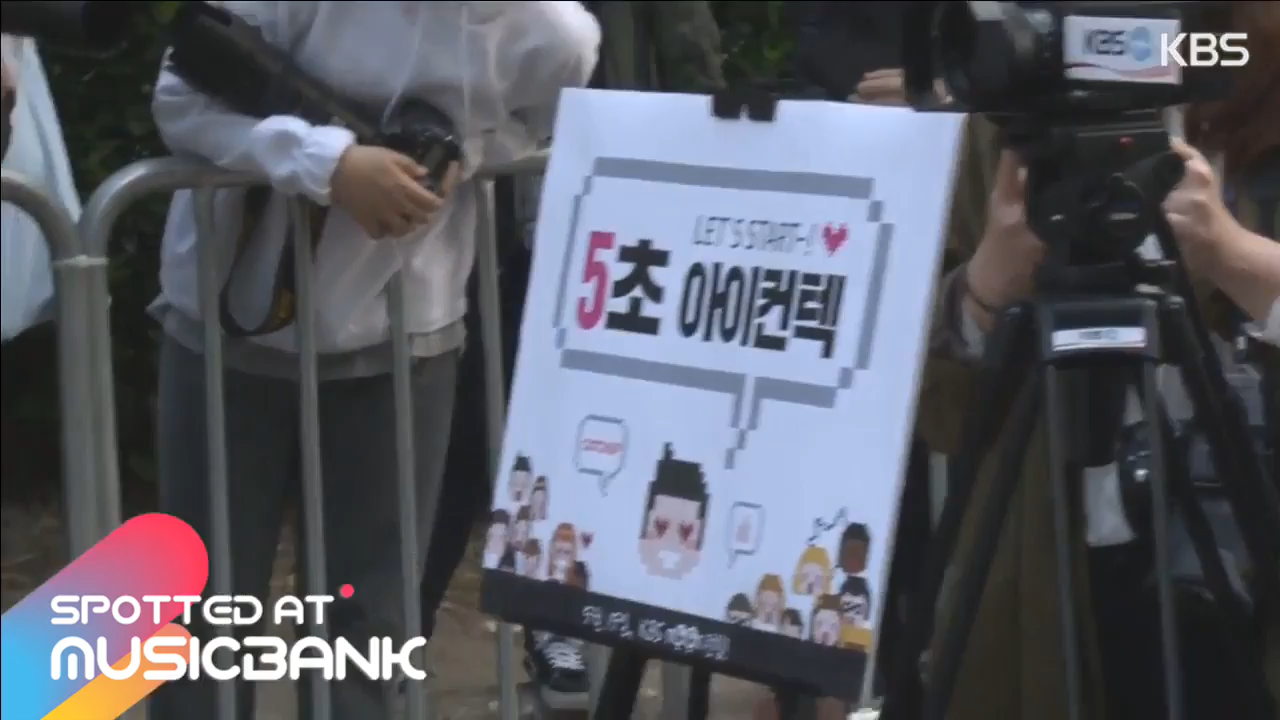 KBS
KBS
LET'S START-!
5초 아이컨텍
SPOTTED AT
MUSICBANK